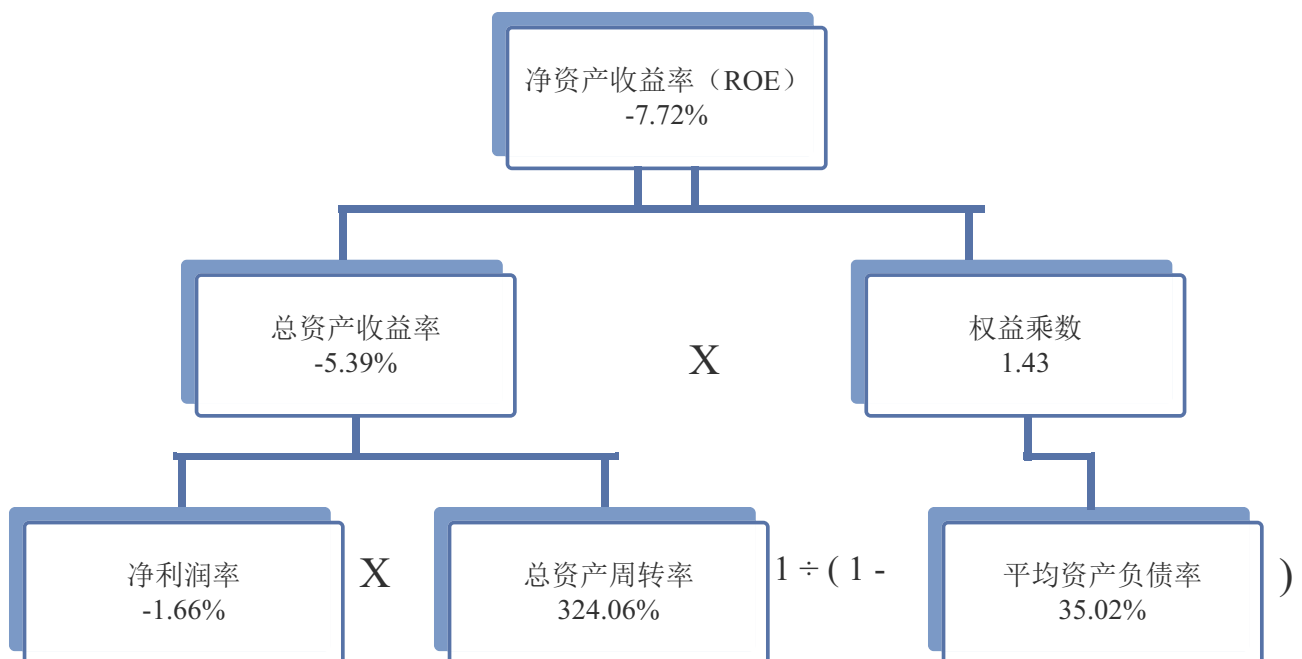 净资产收益率（ROE）
-7.72%
总资产收益率
-5.39%
X
权益乘数
1.43
净利润率
-1.66%
X
总资产周转率
324.06%
1 ÷ ( 1 -
平均资产负债率
35.02%
)